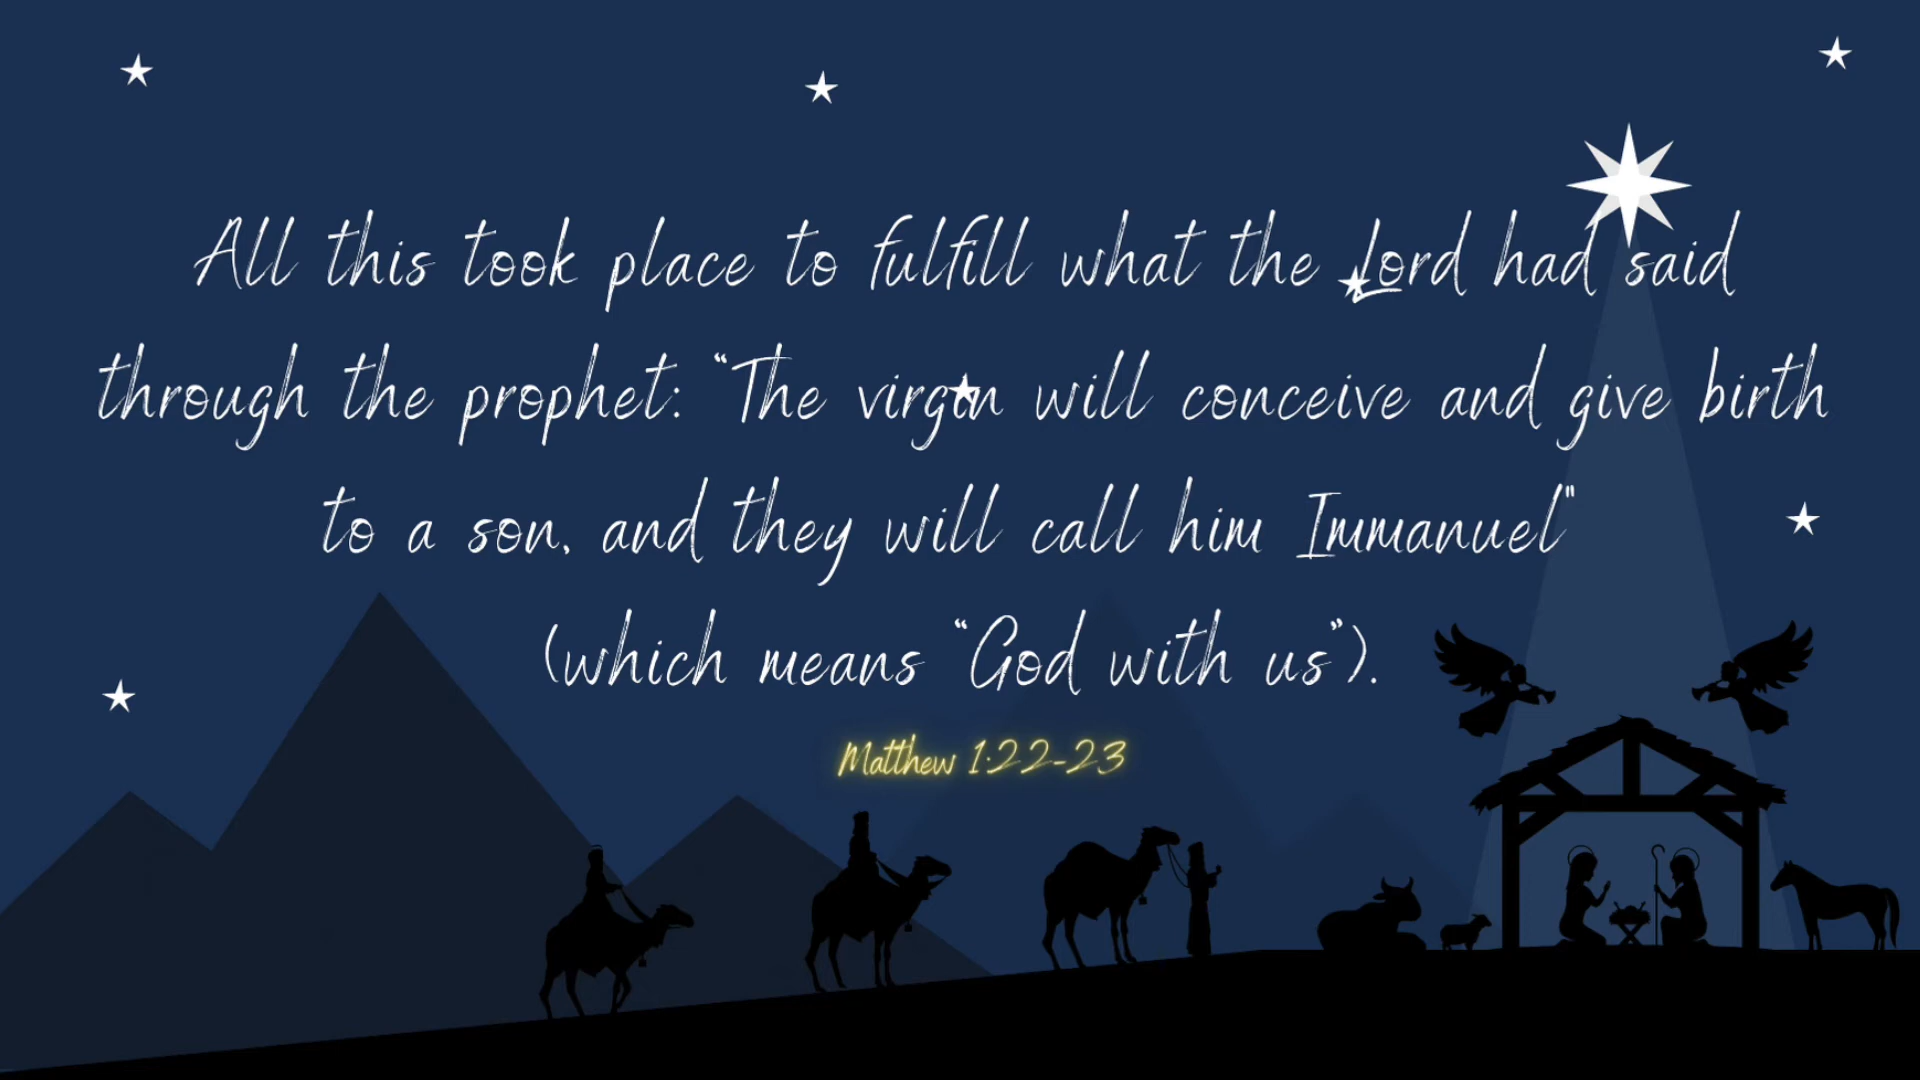 All this took place to fulfill what the Lord had said
through the prophet: “The virgin will conceive and give birth
to a son, and they will call him Immanuel"
(which means “God with us”).
Matthew 1:22-23